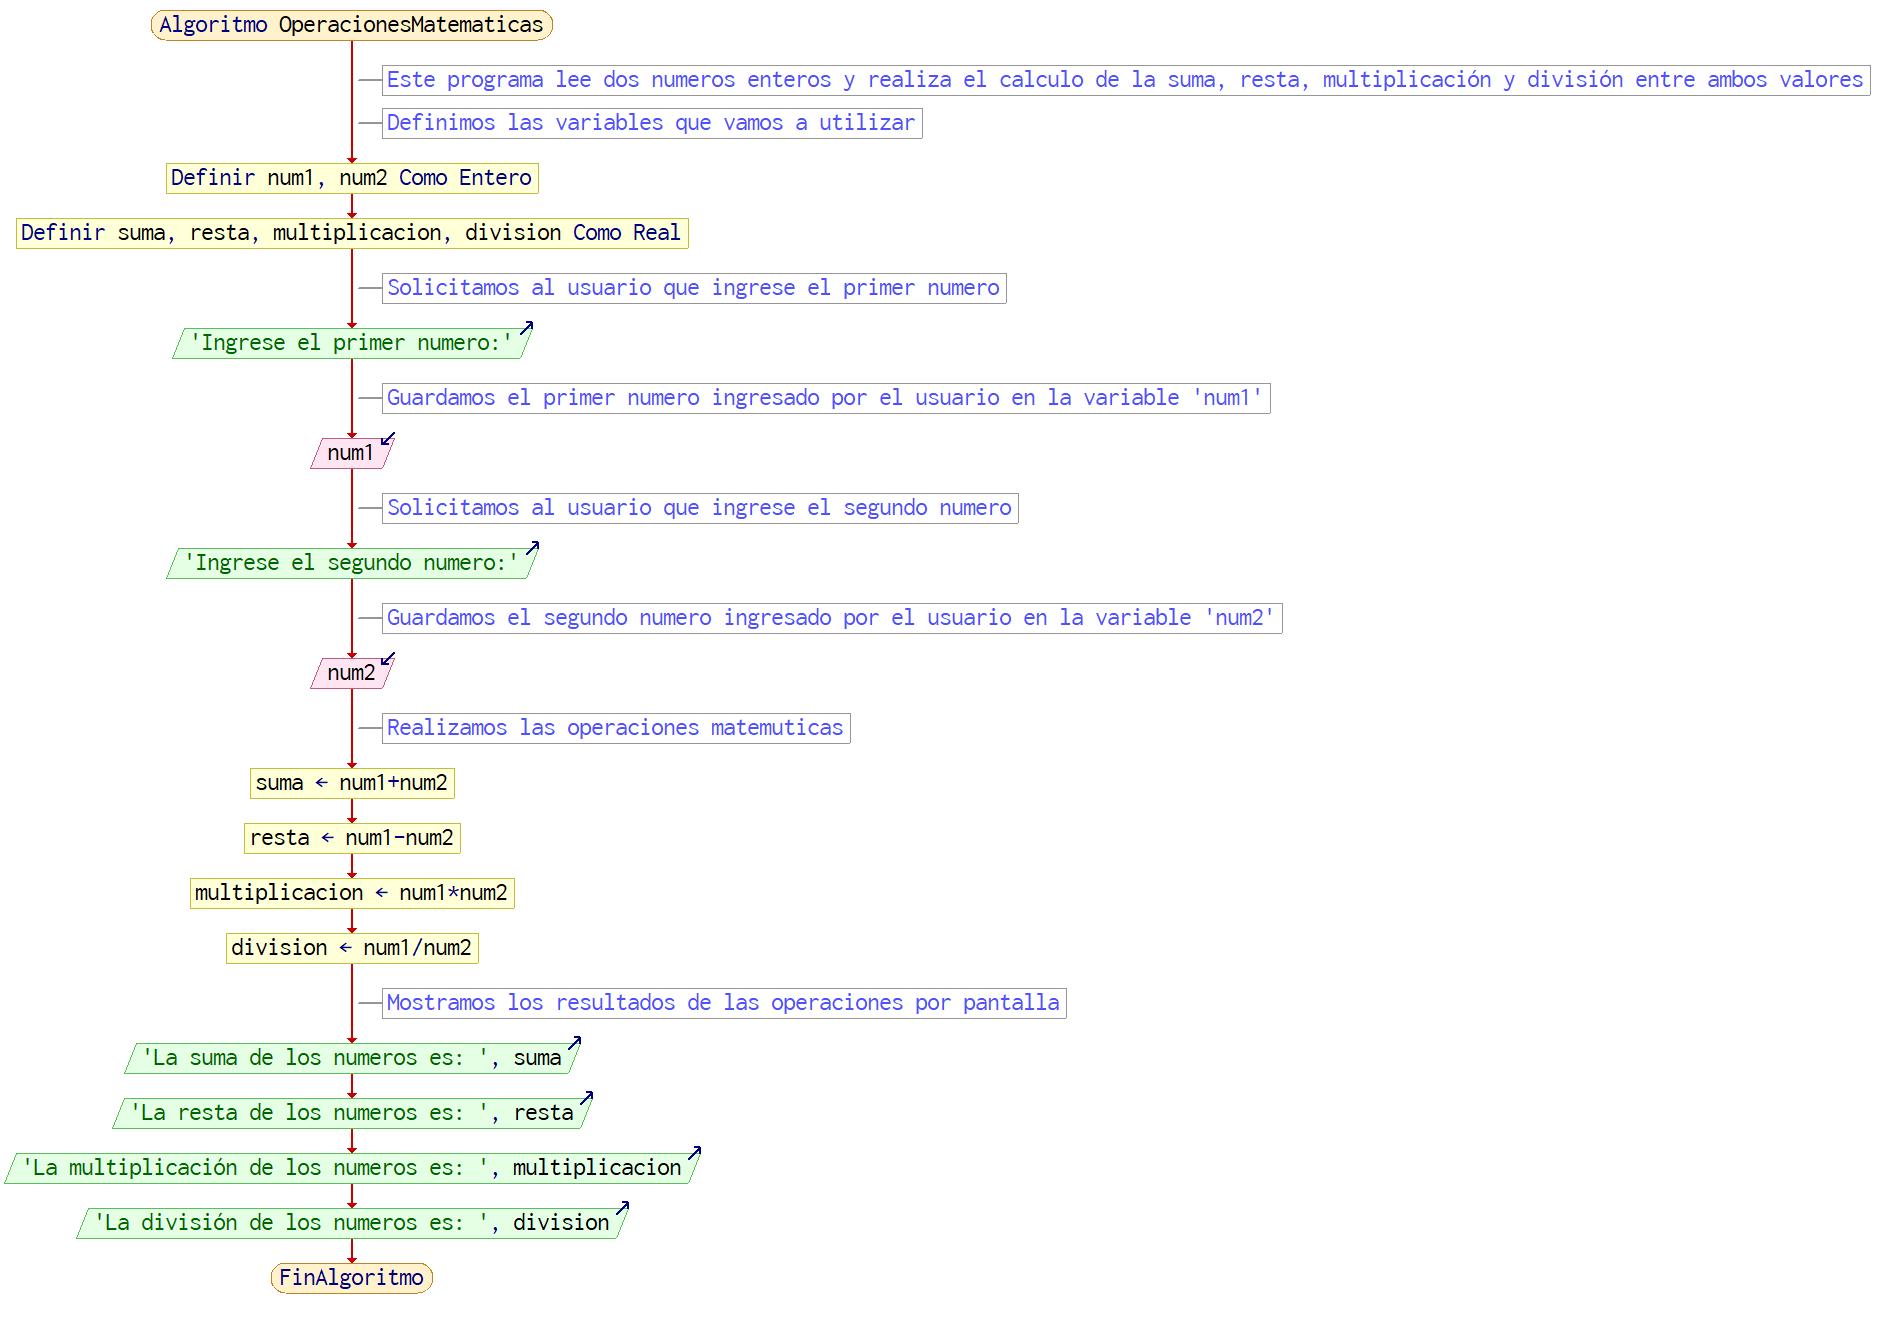 Algoritmo OperacionesMatematicas
Este programa lee dos numeros enteros y realiza el calculo de la suma, resta, multiplicación y división entre ambos valores
Definimos las variables que vamos a utilizar
Definir num1, num2 Como Entero
Definir suma, resta, multiplicacion, division Como Real
Solicitamos al usuario que ingrese el primer numero
'Ingrese el primer numero:'
Guardamos el primer numero ingresado por el usuario en la variable 'num1'
num1
Solicitamos al usuario que ingrese el segundo numero
'Ingrese el segundo numero:'
Guardamos el segundo numero ingresado por el usuario en la variable 'num2'
num2
Realizamos las operaciones matemuticas
suma ← num1+num2
resta ← num1-num2
multiplicacion ← num1*num2
division ← num1/num2
Mostramos los resultados de las operaciones por pantalla
'La suma de los numeros es: ', suma
'La resta de los numeros es: ', resta
'La multiplicación de los numeros es: ', multiplicacion
'La división de los numeros es: ', division
FinAlgoritmo